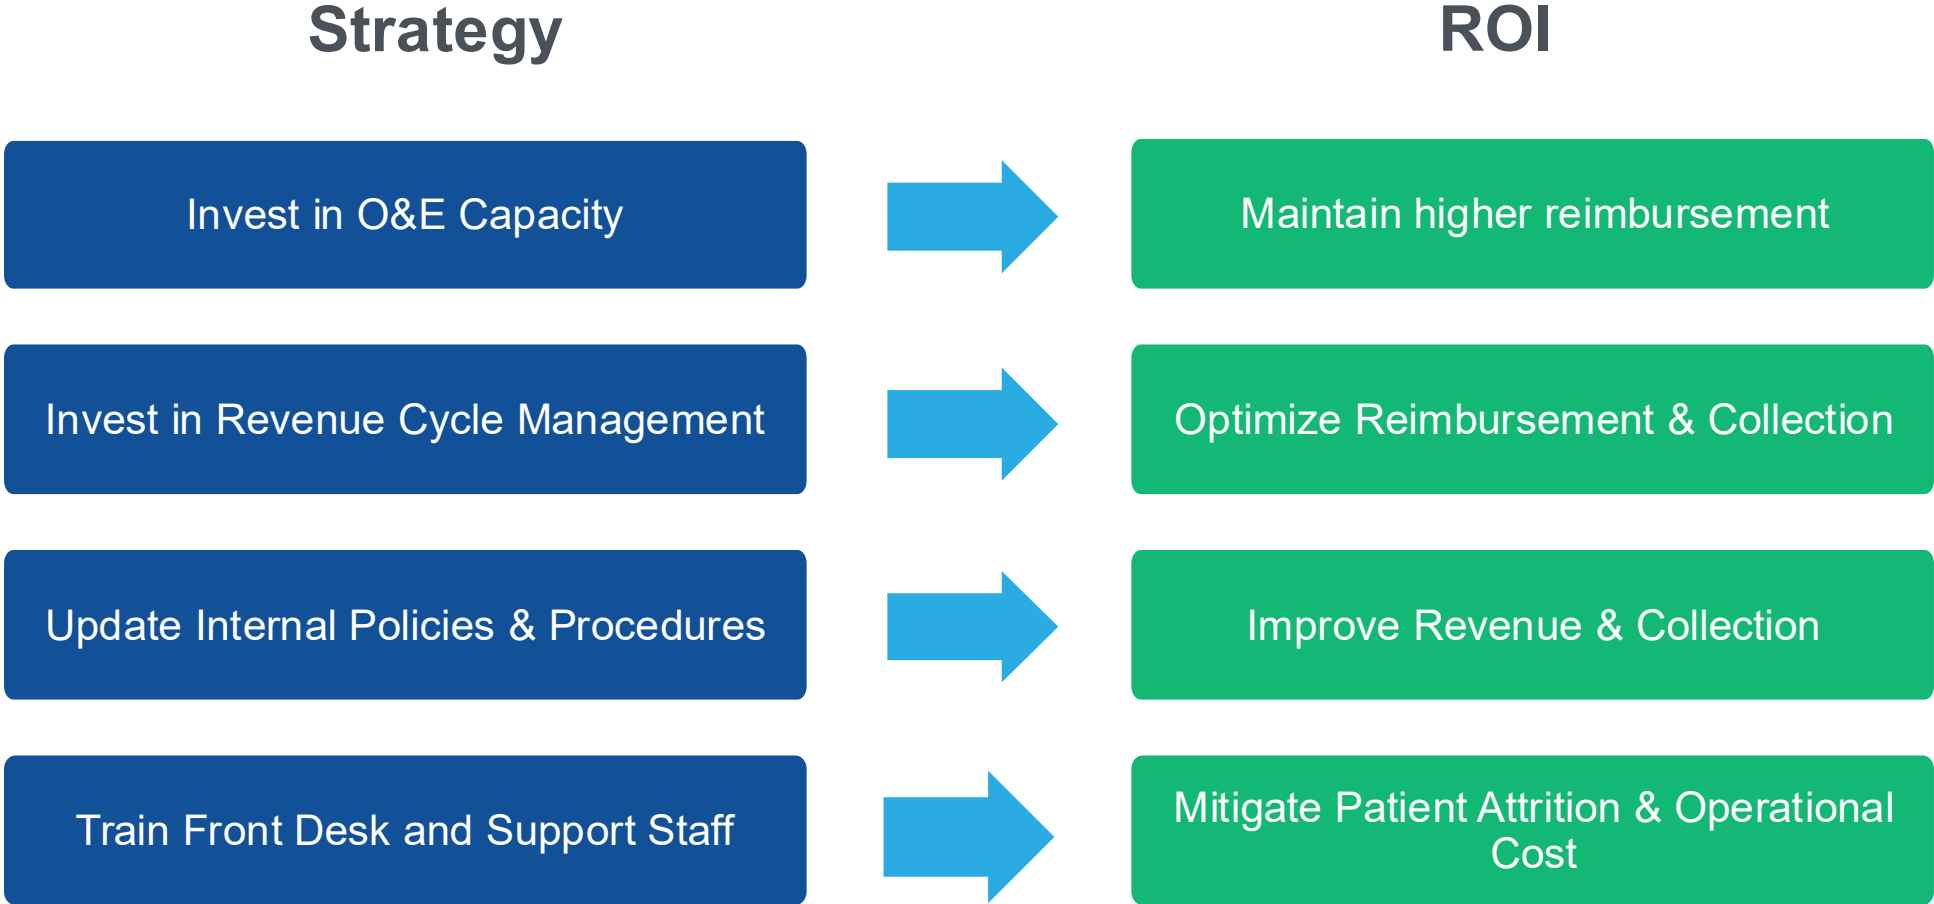 Strategy
ROI
Invest in O&E Capacity
Maintain higher reimbursement
Invest in Revenue Cycle Management
Optimize Reimbursement & Collection
Update Internal Policies & Procedures
Improve Revenue & Collection
Train Front Desk and Support Staff
Mitigate Patient Attrition & Operational
Cost